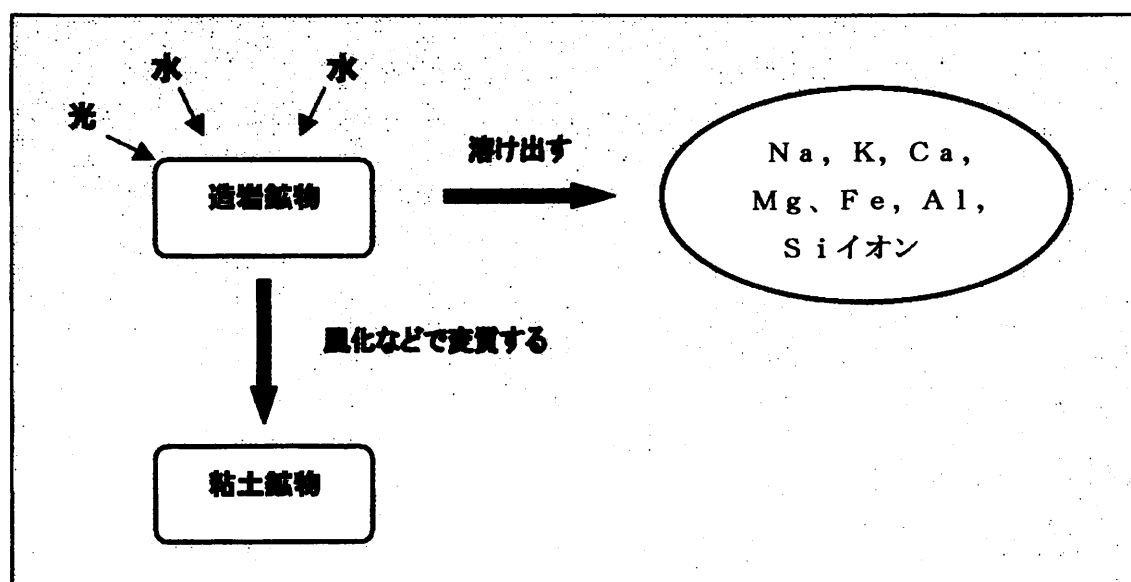 水 水
光
溶け出す
造岩鉱物
Na, K, Ca,
Mg、Fe, Al,
Siイオン
風化などで変質する
粘土鉱物